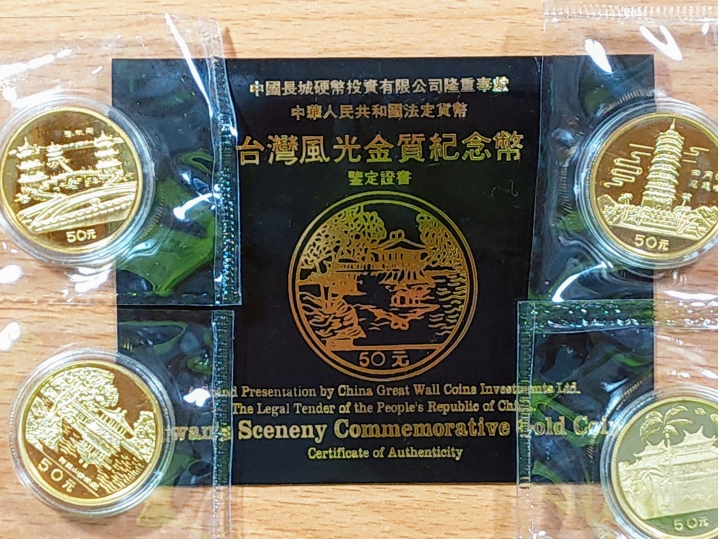 中國長城硬幣投資有限公司隆重奉獻
中華人民共和國法定貨幣
台灣風光金質紀念幣
鑒定證書
50元
50元
50元
50元
50元
Presentation by China Great Wall Coins Investments Ltd.
The Legal Tender of the People's Republic of
Sceneny Commemorative Gold
Certificate of Authenticity